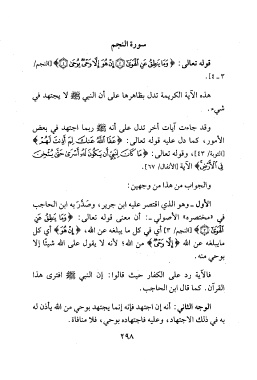 سورة النجم
قوله تعالى: ﴿وَمَا يَنطِقُ عَنِ ٱلْهَوَىٰٓ ۝ إِنْ هُوَ إِلَّا وَحْىٌ يُوحَىٰ ۝﴾ [النجم/
٣ - ٤].
هذه الآية الكريمة تدل بظاهرها على أن النبي ﷺ لا يجتهد في
شيء.
وقد جاءت آيات أخر تدل على أنه ﷺ ربما اجتهد في بعض
الأمور، كما دل عليه قوله تعالى: ﴿عَفَا ٱللَّهُ عَنكَ لِمَ أَذِنتَ لَهُمْ﴾
[التوبة/ ٤٣]، وقوله تعالى: ﴿مَا كَانَ لِنَبِىٍّ أَن يَكُونَ لَهُۥٓ أَسْرَىٰ حَتَّىٰ يُثْخِنَ
فِى ٱلْأَرْضِ﴾ الآية [الأنفال/ ٦٧].
والجواب عن هذا من وجهين:
الأول - وهو الذي اقتصر عليه ابن جرير، وصدَّر به ابن الحاجب
في «مختصره» الأصولي -: أن معنى قوله تعالى: ﴿وَمَا يَنطِقُ عَنِ
ٱلْهَوَىٰٓ ۝﴾ [النجم/ ٣] أي في كل ما يبلغه عن الله، ﴿إِنْ هُوَ﴾ أي كل
مايبلغه عن الله ﴿إِلَّا وَحْىٌ﴾ من الله؛ لأنه لا يقول على الله شيئًا إلا
بوحي منه.
فالآية رد على الكفار حيث قالوا: إن النبي ﷺ افترى هذا
القرآن. كما قال ابن الحاجب.
الوجه الثاني: أنه إن اجتهد فإنه إنما يجتهد بوحي من الله يأذن له
به في ذلك الاجتهاد، وعليه فاجتهاده بوحي، فلا منافاة.
٢٩٨